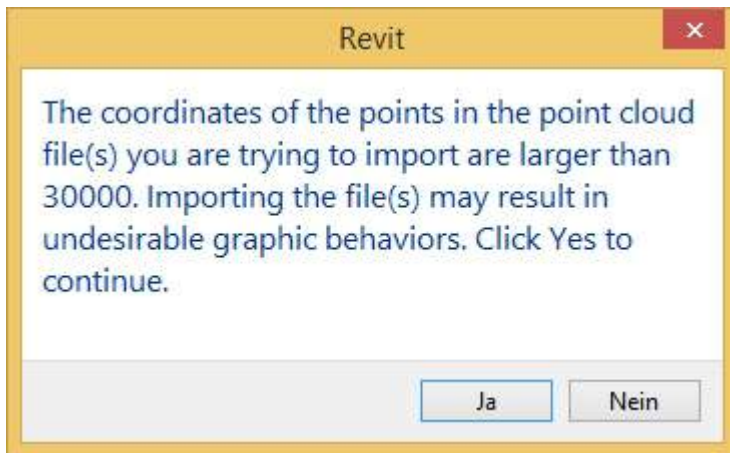 Revit
The coordinates of the points in the point cloud
file(s) you are trying to import are larger than
30000. Importing the file(s) may result in
undesirable graphic behaviors. Click Yes to
continue.
Ja Nein